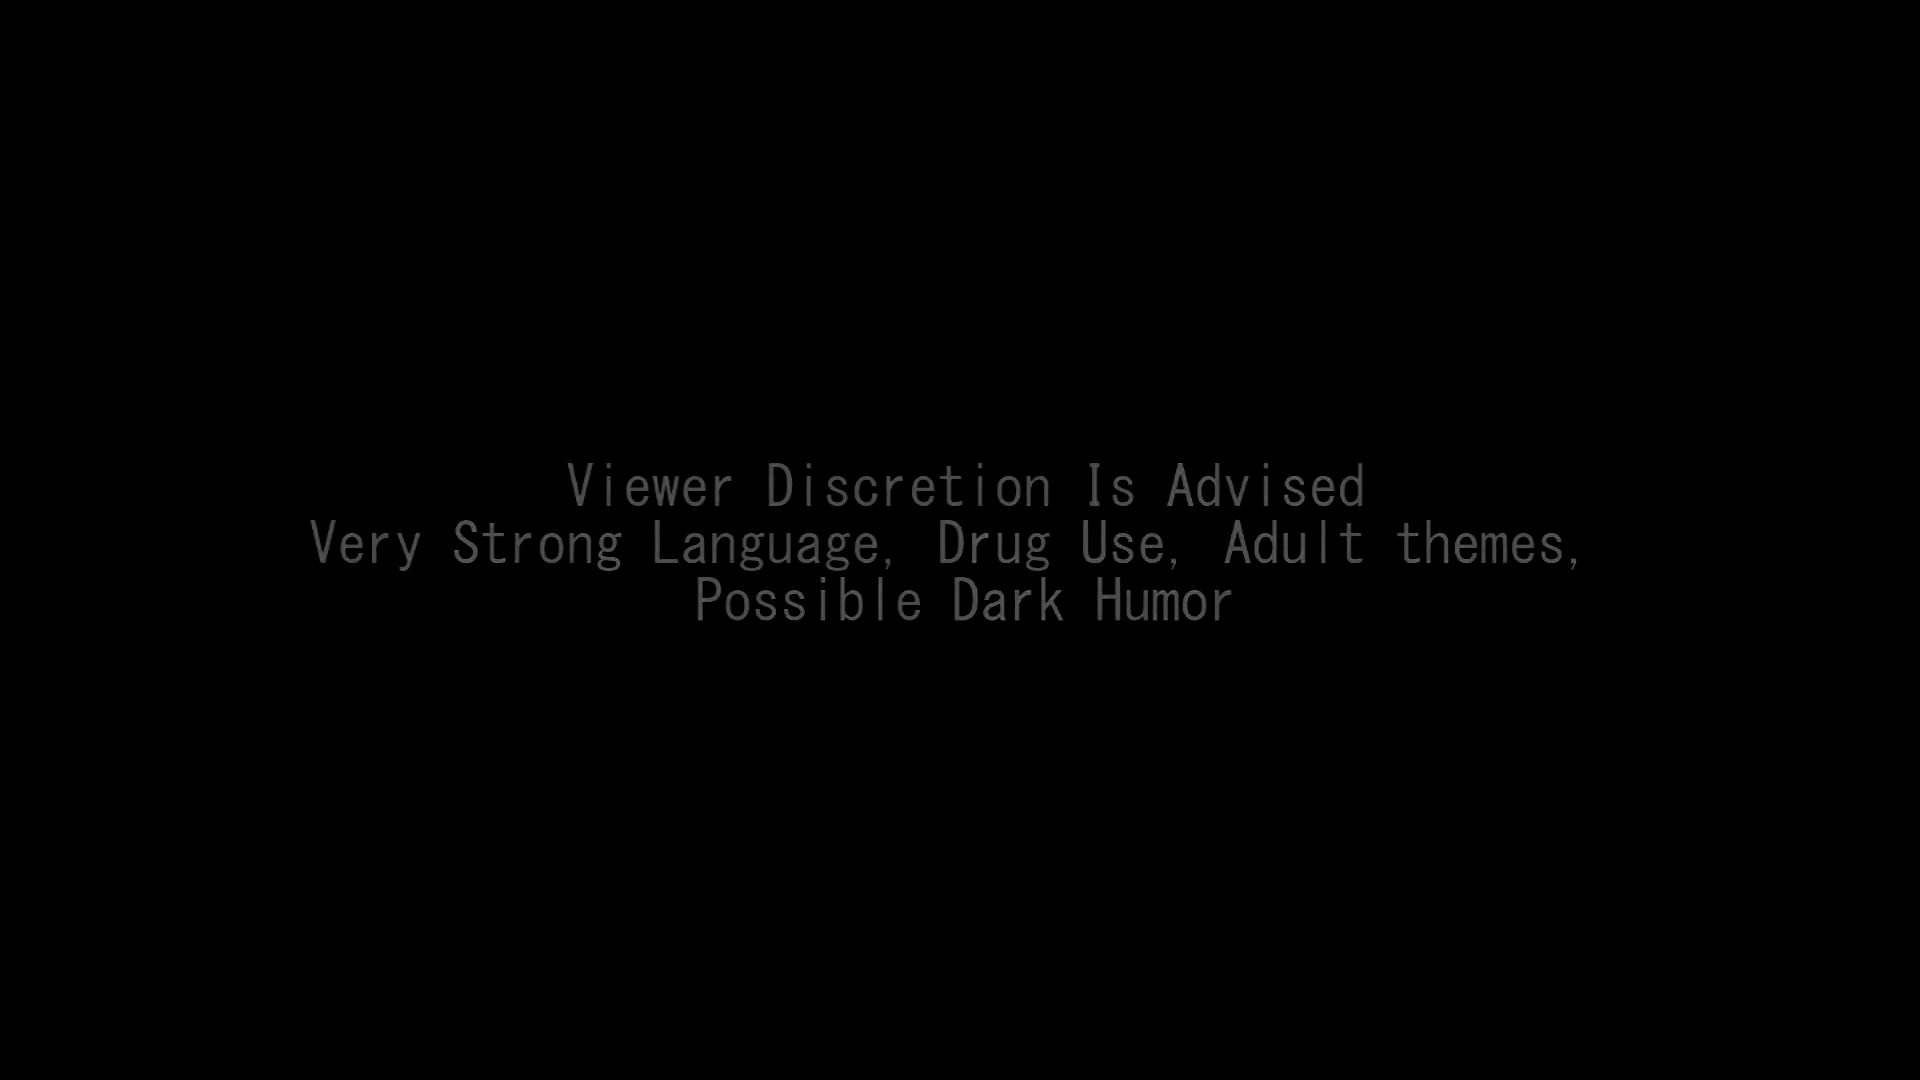 Viewer Discretion Is Advised
Very Strong Language, Drug Use, Adult themes,
Possible Dark Humor